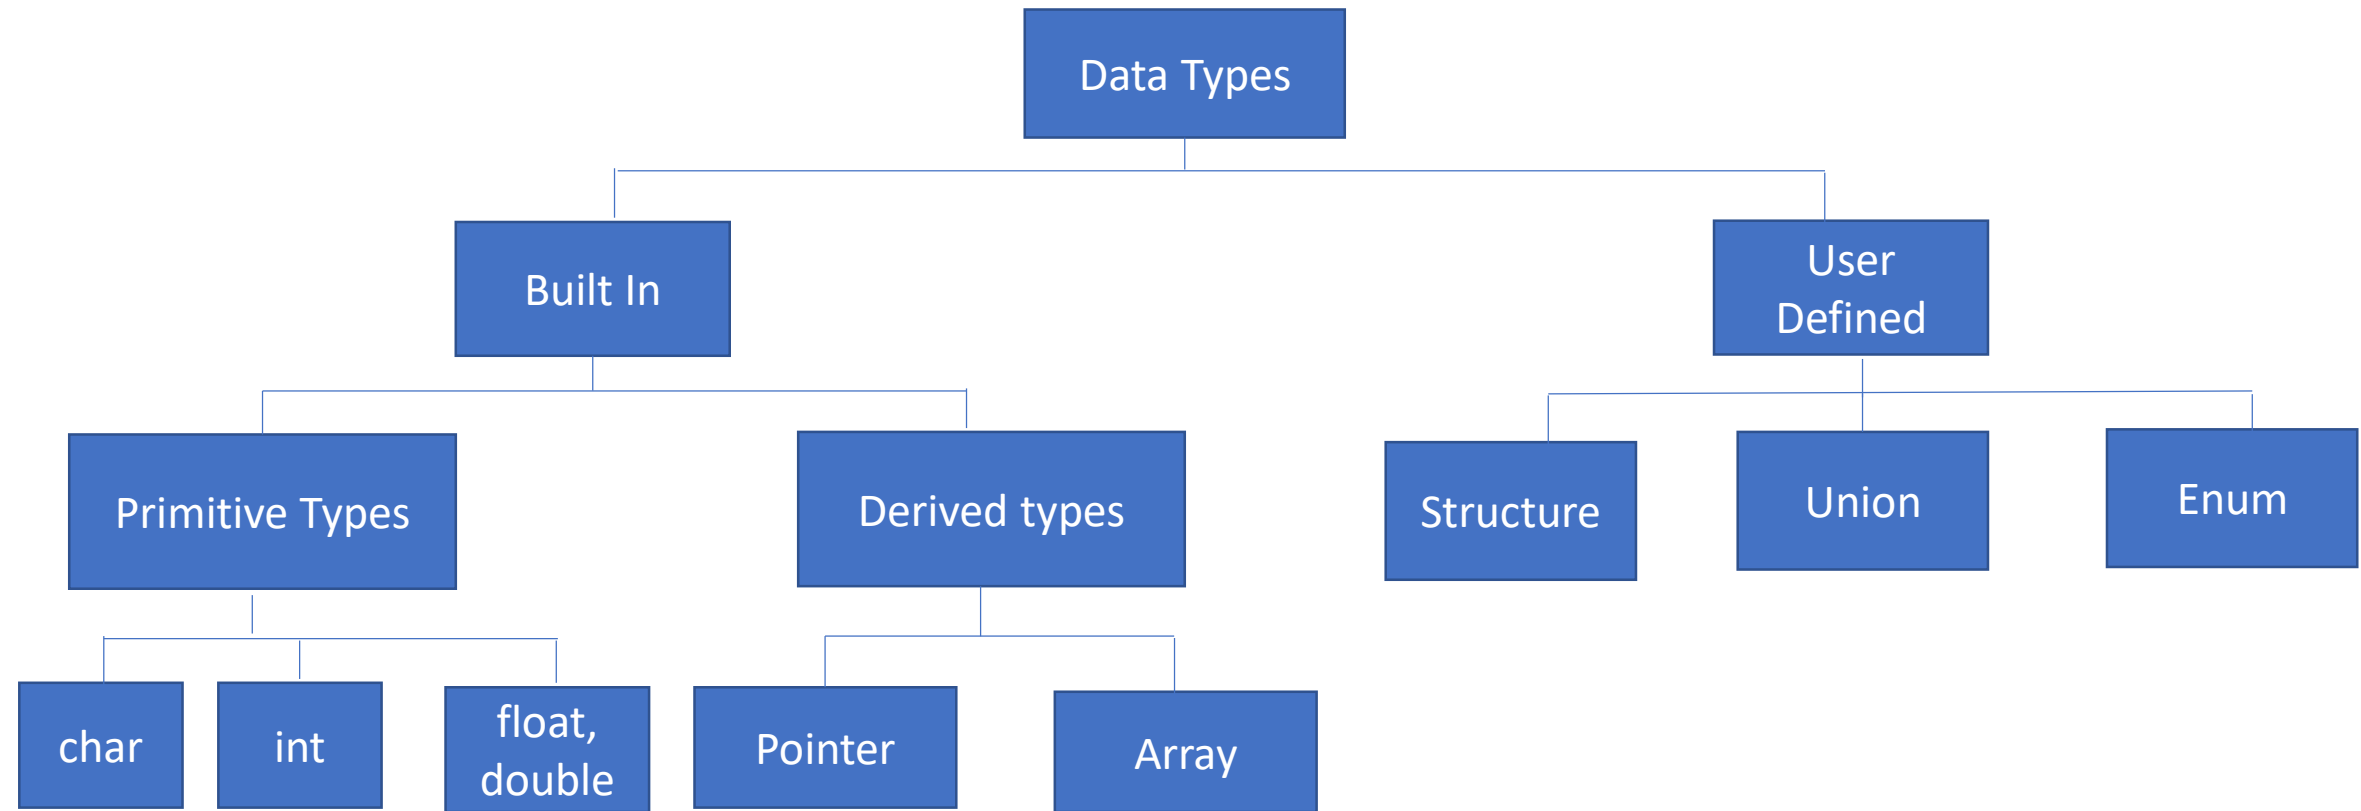 Data Types
Built In
User
Defined
Primitive Types
Derived types
Structure
Union
Enum
char
int
float,
double
Pointer
Array